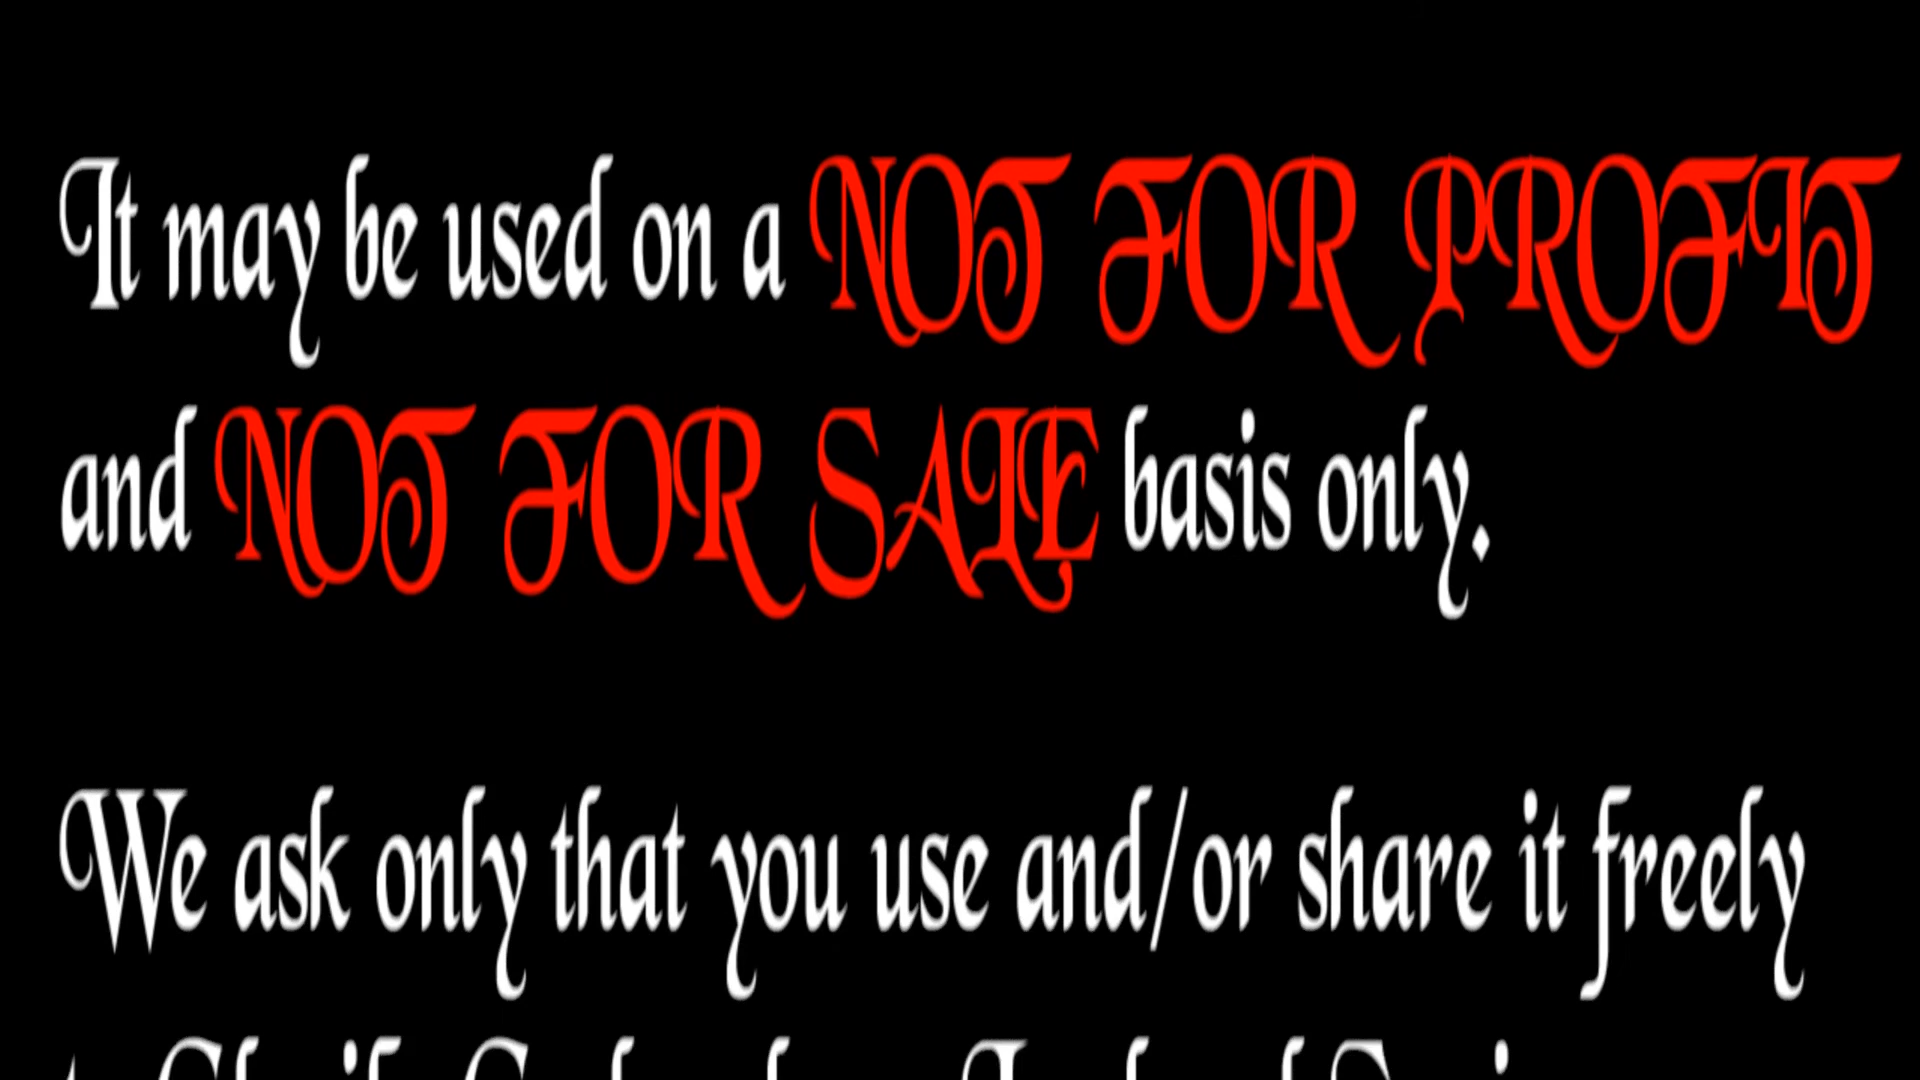 It may be used on a NOT FOR PROFIT
and NOT FOR SALE basis only.
We ask only that you use and/or share it freely